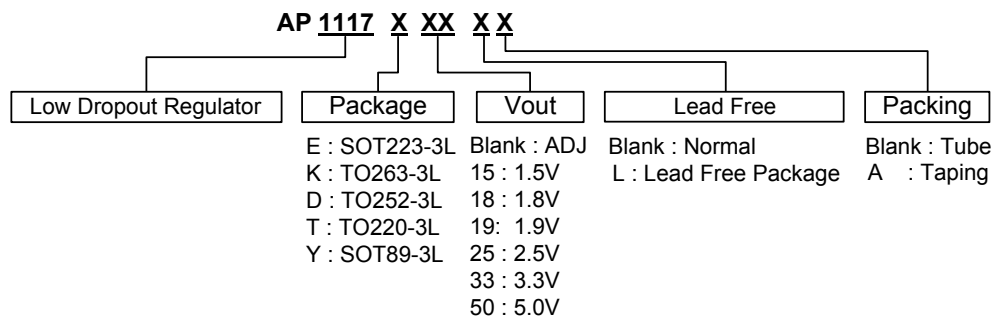 AP 1117 X XX X X
Low Dropout Regulator
Package
Vout
Lead Free
Packing
E : SOT223-3L
K : TO263-3L
D : TO252-3L
T : TO220-3L
Y : SOT89-3L
Blank : ADJ
15 : 1.5V
18 : 1.8V
19: 1.9V
25 : 2.5V
33 : 3.3V
50 : 5.0V
Blank : Normal
L : Lead Free Package
Blank : Tube
A : Taping